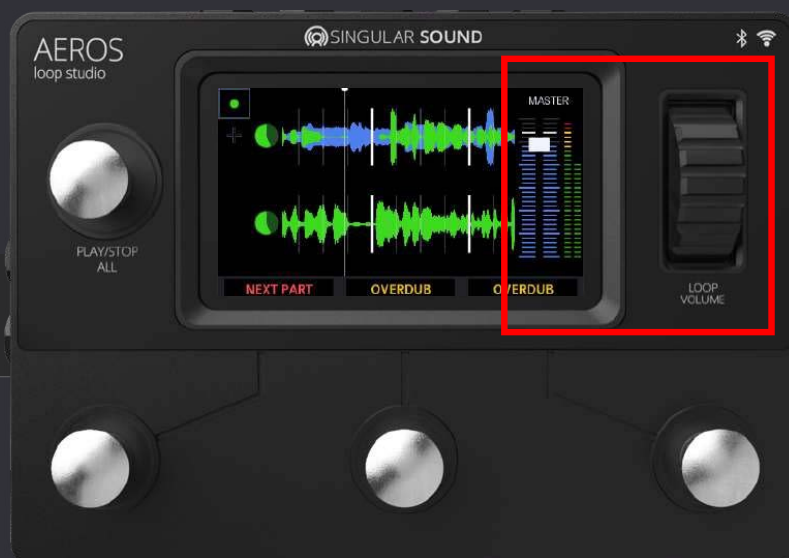 SINGULAR SOUND
AEROS
loop studio
MASTER
PLAY/STOP
ALL
NEXT PART
OVERDUB
OVERDUB
LOOP
VOLUME